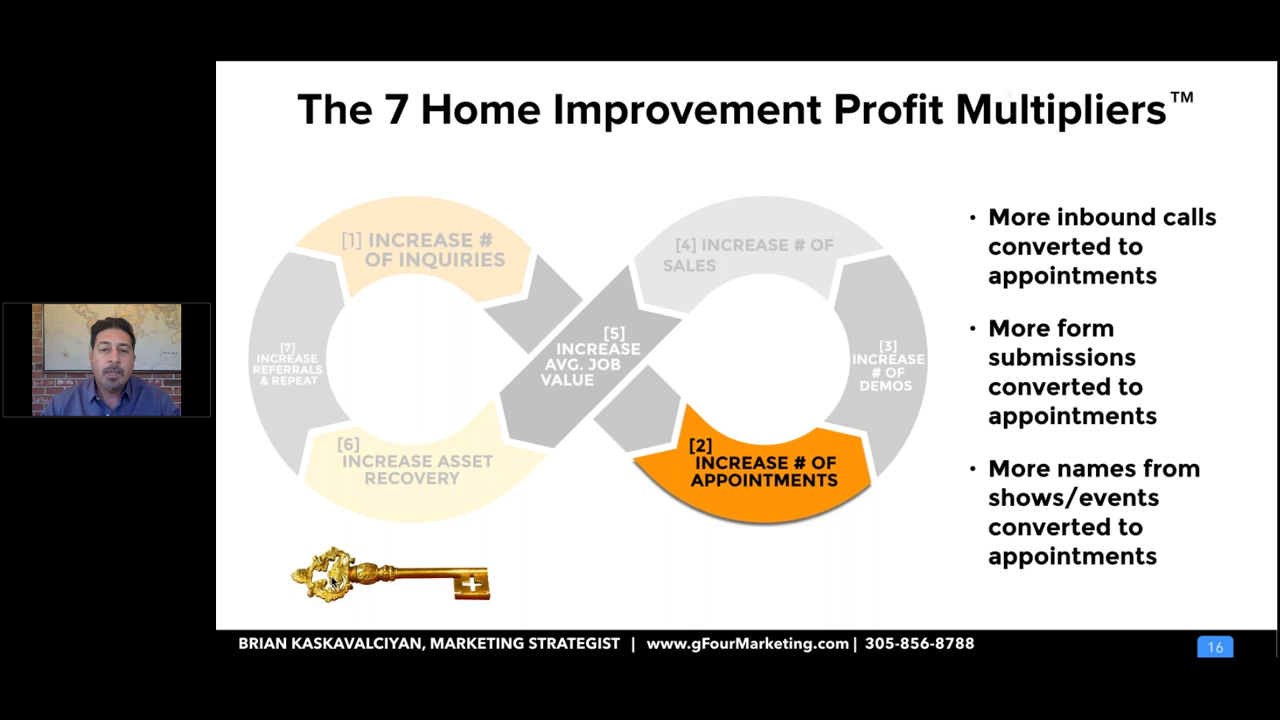 The 7 Home Improvement Profit Multipliers™
[1] INCREASE #
OF INQUIRIES
[4] INCREASE # OF
SALES
[7]
INCREASE
REFERRALS
& REPEAT
[5]
INCREASE
AVG. JOB
VALUE
[3]
INCREASE
# OF
DEMOS
[6]
INCREASE ASSET
RECOVERY
[2]
INCREASE # OF
APPOINTMENTS
• More inbound calls
converted to
appointments
• More form
submissions
converted to
appointments
• More names from
shows/events
converted to
appointments
BRIAN KASKAVALCIYAN, MARKETING STRATEGIST | www.gFourMarketing.com | 305-856-8788
16